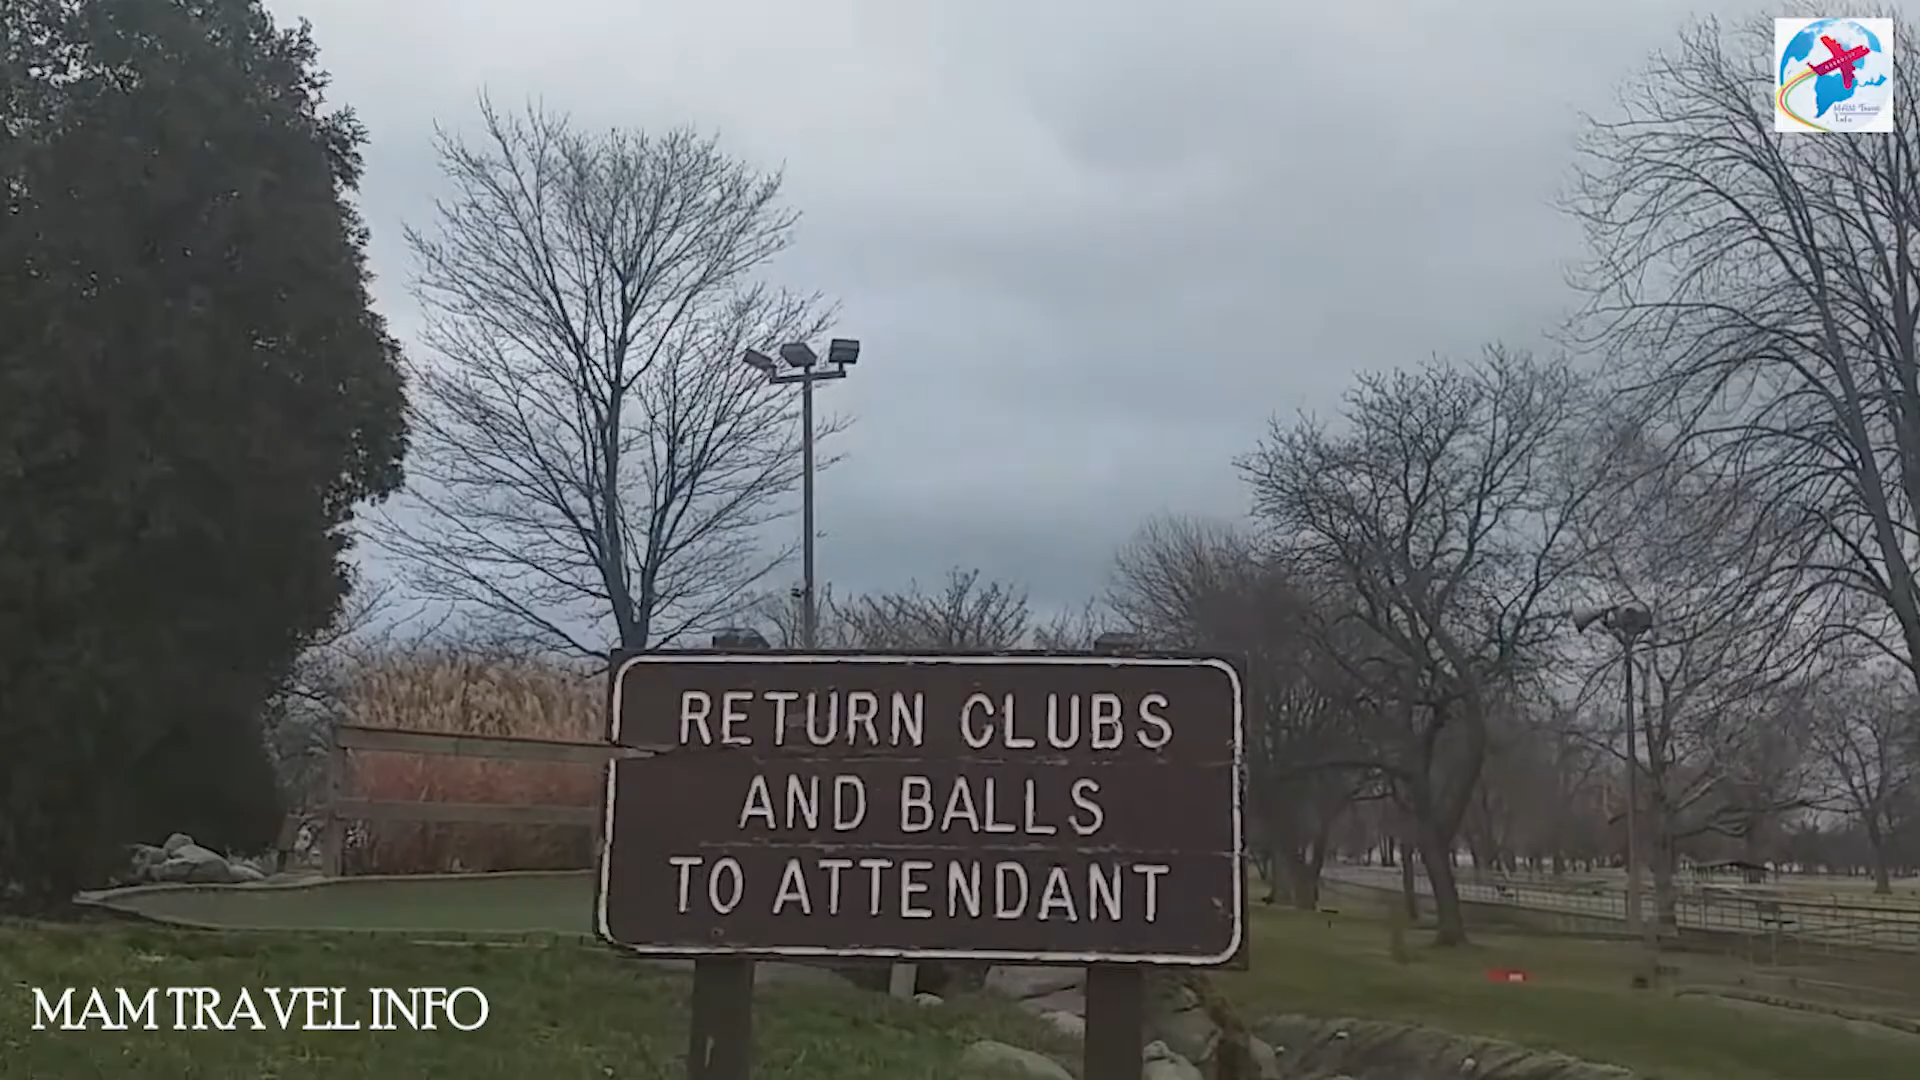 RETURN CLUBS
AND BALLS
TO ATTENDANT
MAM TRAVEL INFO